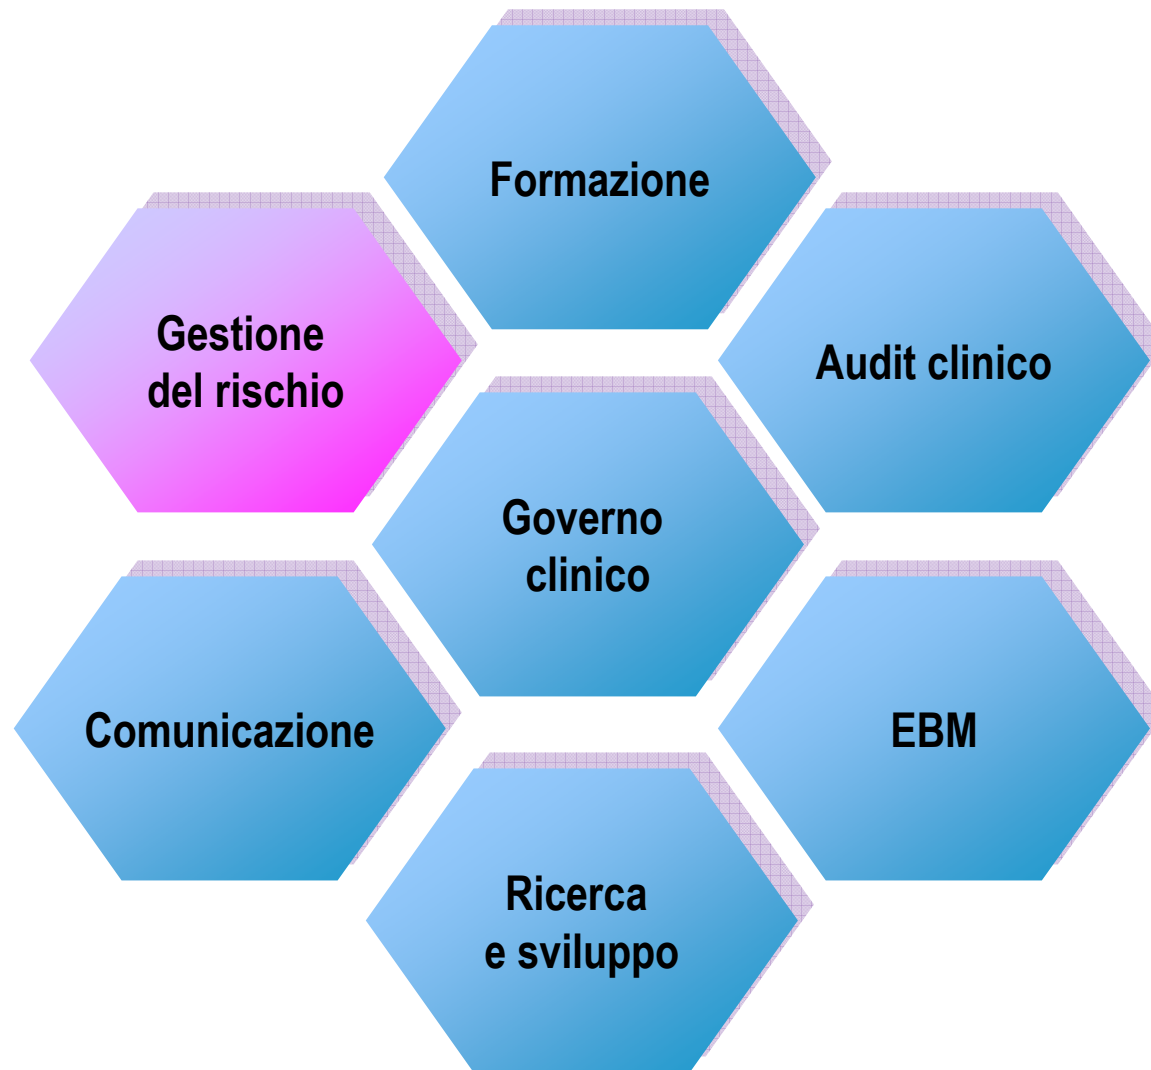 Formazione
Gestione
del rischio
Audit clinico
Governo
clinico
Comunicazione
EBM
Ricerca
e sviluppo